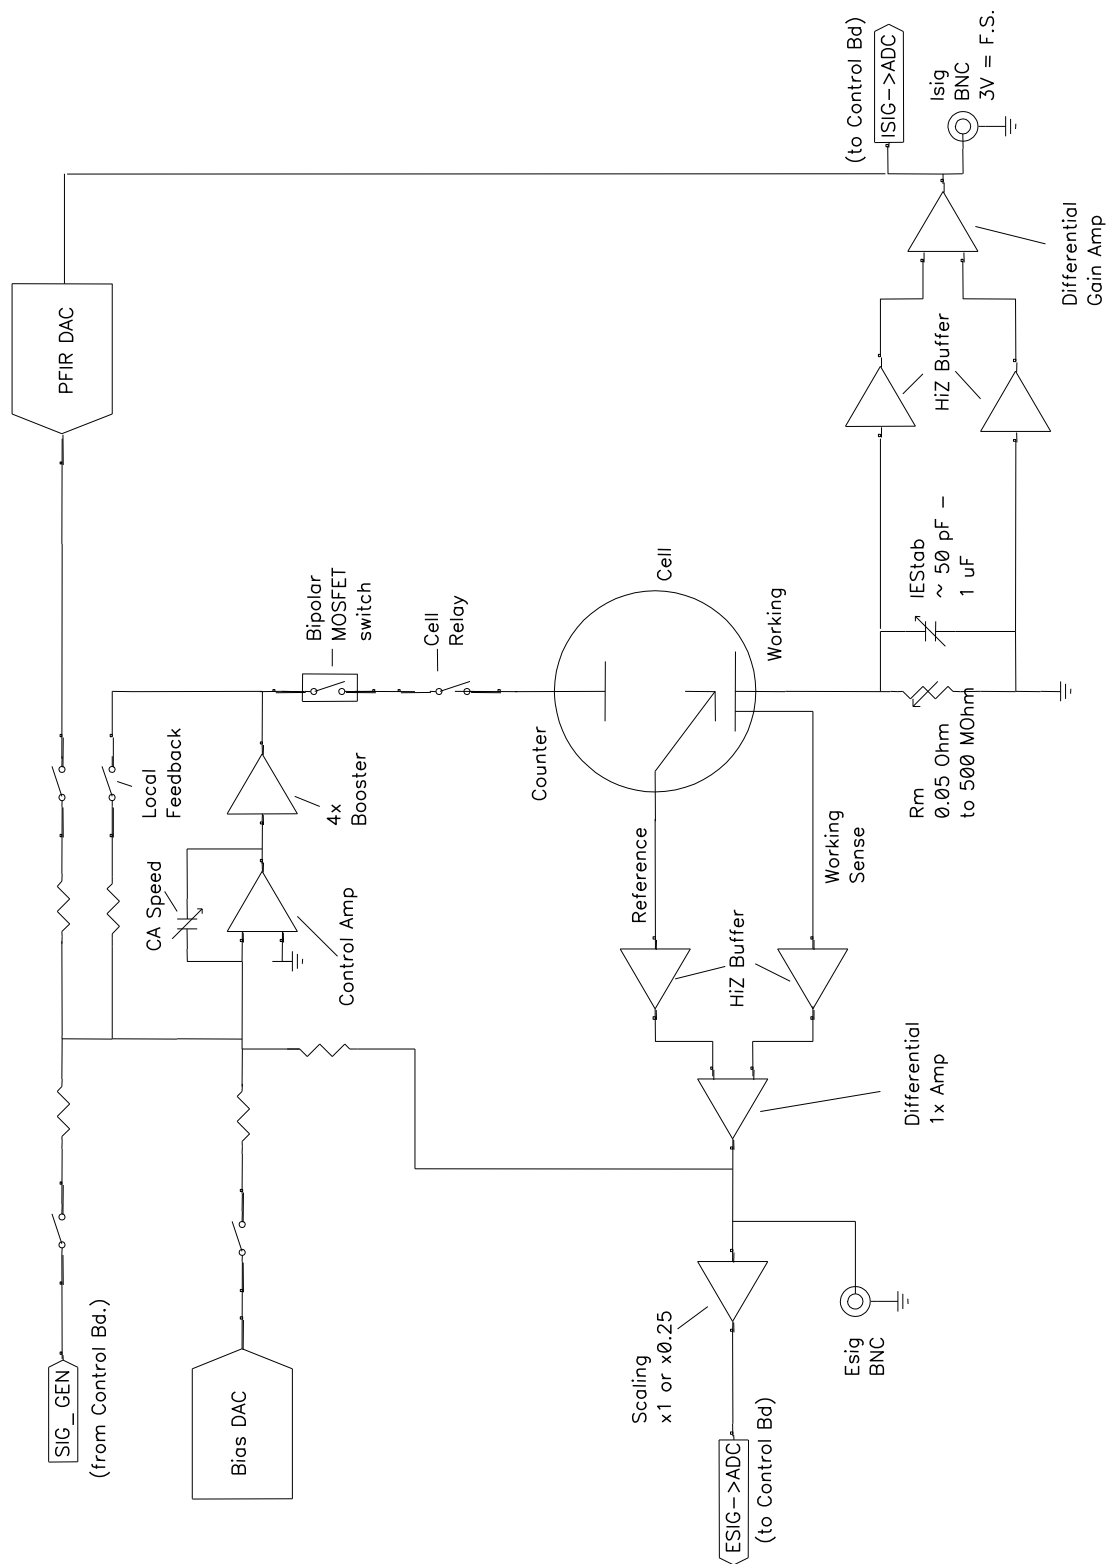 SIG_GEN
(from Control Bd.)
Bias DAC
PFIR DAC
Local
Feedback
CA Speed
Control Amp
4x
Booster
Bipolar
MOSFET
switch
Cell
Relay
Counter
Cell
Working
Reference
Working
Sense
HiZ Buffer
Differential
1x Amp
Scaling
x1 or x0.25
ESIG->ADC
(to Control Bd)
Esig
BNC
Rm
0.05 Ohm
to 500 MOhm
IEStab
~ 50 pF -
1 uF
HiZ Buffer
Differential
Gain Amp
(to Control Bd)
ISIG->ADC
Isig
BNC
3V = F.S.